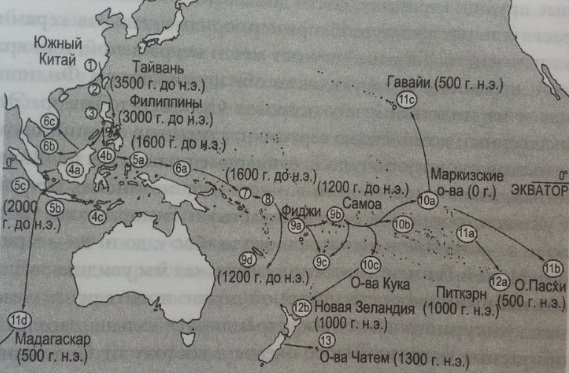 Южный
Китай
1
Тайвань
2
(3500 г. до н.э.)
Филиппины
3
(3000 г. до н.э.)
Гавайи (500 г. н.э.)
11c
6c
6b
(1600 г. до н.э.)
4a
4b
5a
6a
(1600 г. до н.э.)
(1200 г. до н.э.)
Маркизские
о-ва (0 г.)
0°
ЭКВАТОР
0°
5c
(2000
г. до н.э.)
5b
4c
7
8
Фиджи
Самоа
9a
9b
10a
10b
11a
9d
9c
10c
(1200 г. до н.э.)
О-ва Кука
11b
12a
О.Пасхи
(500 г. н.э.)
Питкэрн
(1000 г. н.э.)
11d
Мадагаскар
(500 г. н.э.)
12b
Новая Зеландия
(1000 г. н.э.)
13
О-ва Чатем (1300 г. н.э.)